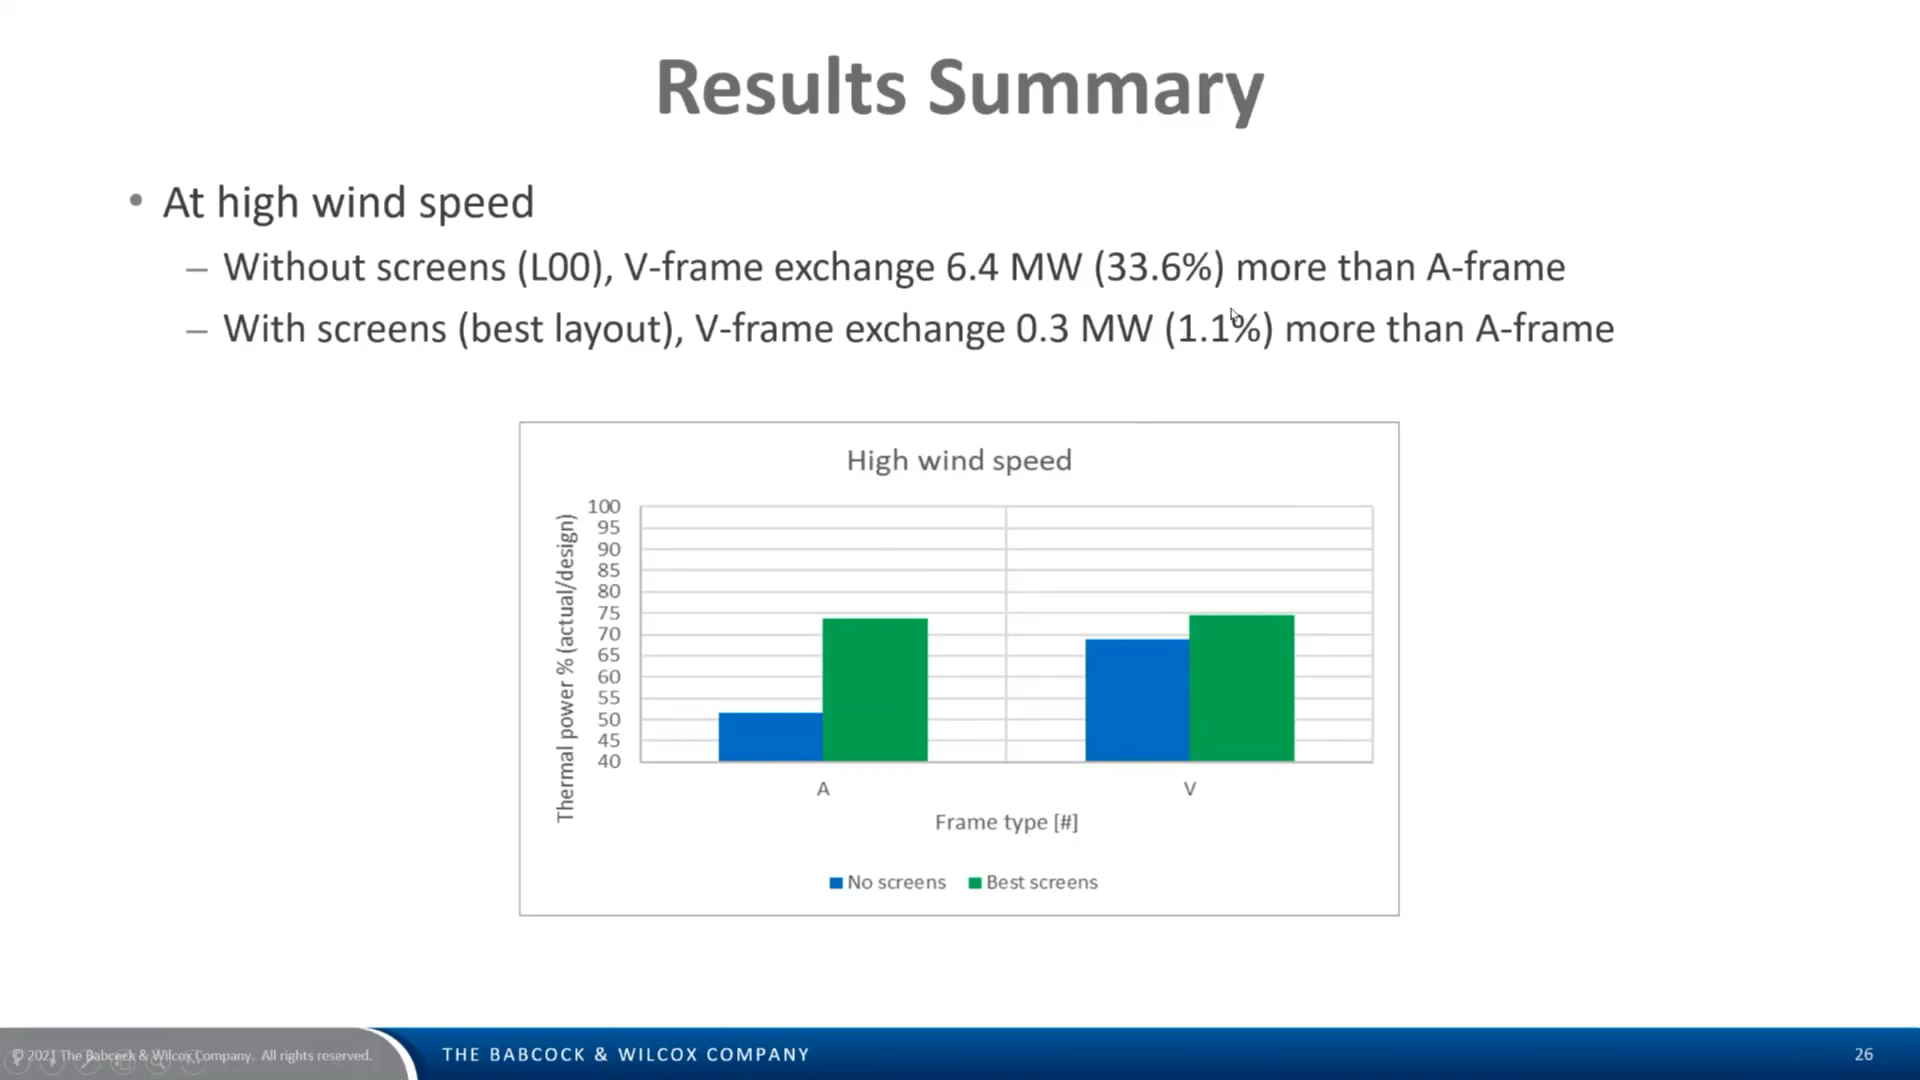 Results Summary
• At high wind speed
– Without screens (L00), V-frame exchange 6.4 MW (33.6%) more than A-frame
– With screens (best layout), V-frame exchange 0.3 MW (1.1%) more than A-frame
High wind speed
Thermal power % (actual/design)
100
95
90
85
80
75
70
65
60
55
50
45
40
A V
Frame type [#]
No screens Best screens
© 2021 The Babcock & Wilcox Company. All rights reserved.
THE BABCOCK & WILCOX COMPANY
26